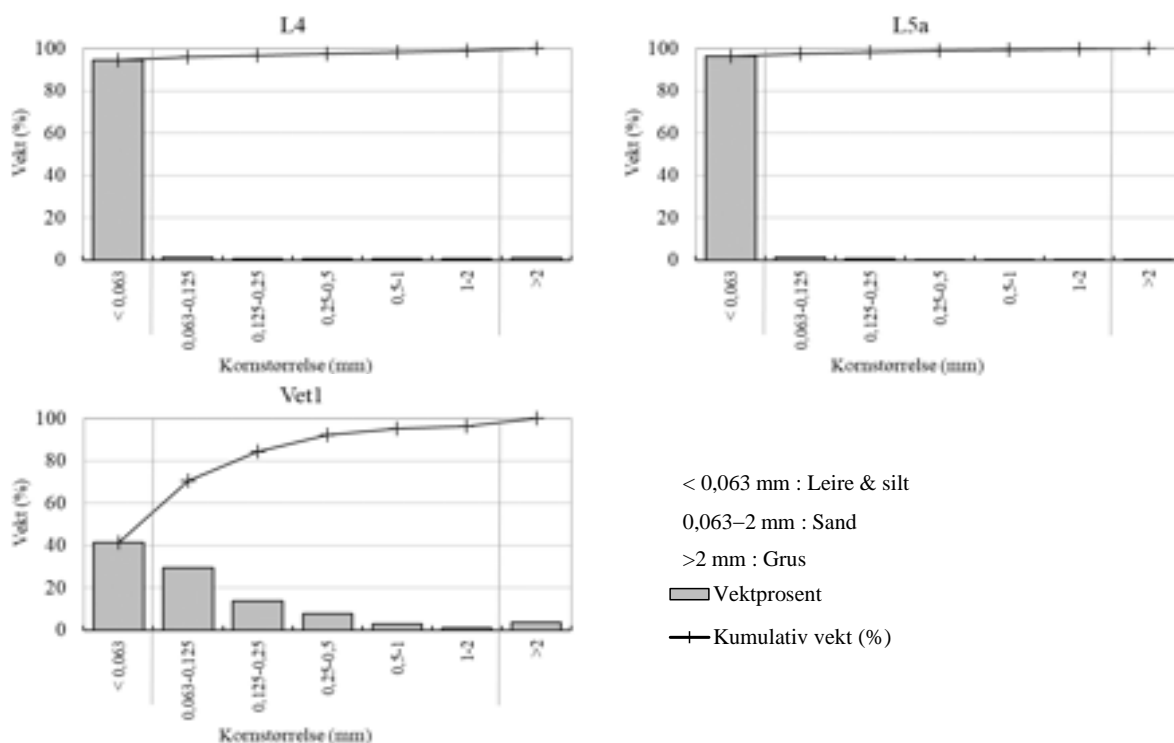 L4
Vekt (%)
100
80
60
40
20
0
< 0,063
0,063-0,125
0,125-0,25
0,25-0,5
0,5-1
1-2
>2
Kornstørrelse (mm)
L5a
Vekt (%)
100
80
60
40
20
0
< 0,063
0,063-0,125
0,125-0,25
0,25-0,5
0,5-1
1-2
>2
Kornstørrelse (mm)
Vet1
Vekt (%)
100
80
60
40
20
0
< 0,063
0,063-0,125
0,125-0,25
0,25-0,5
0,5-1
1-2
>2
Kornstørrelse (mm)
< 0,063 mm : Leire & silt
0,063–2 mm : Sand
>2 mm : Grus
Vektprosent
Kumulativ vekt (%)